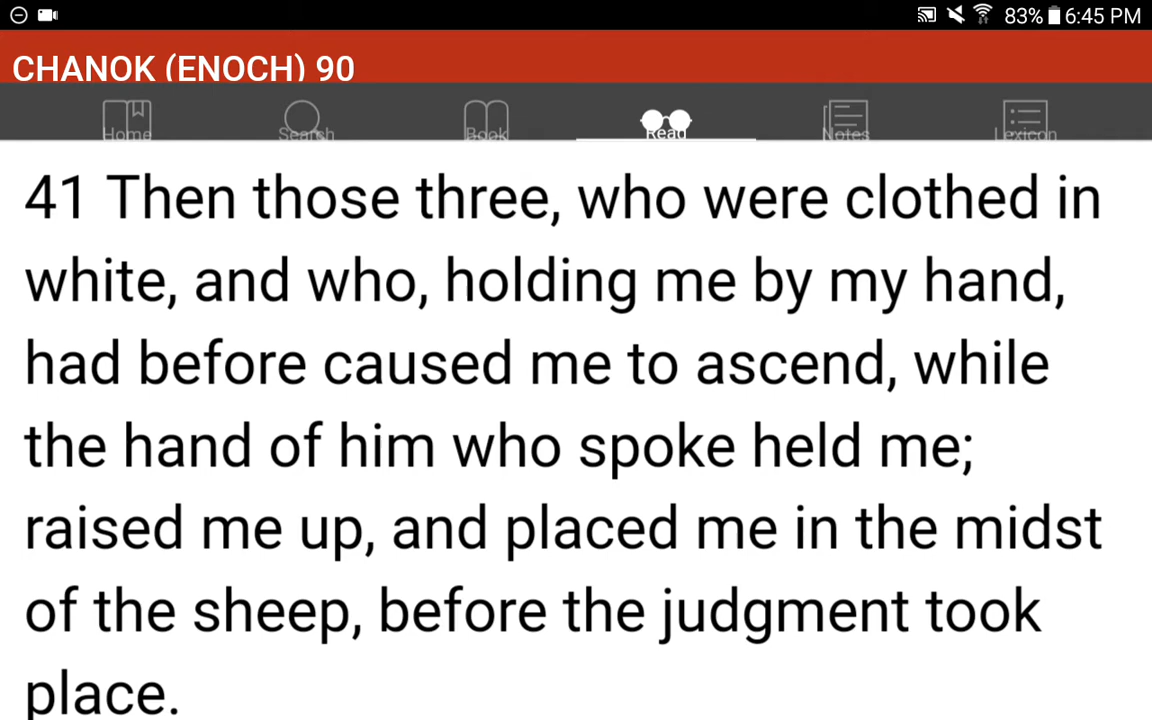 83% 6:45 PM
CHANOK (ENOCH) 90
Home Search Book Read Notes Lexicon
41 Then those three, who were clothed in
white, and who, holding me by my hand,
had before caused me to ascend, while
the hand of him who spoke held me;
raised me up, and placed me in the midst
of the sheep, before the judgment took
place.